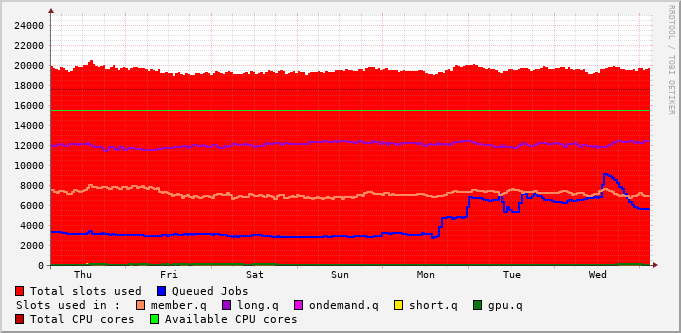 24000
22000
20000
18000
16000
14000
12000
10000
8000
6000
4000
2000
0
Thu Fri Sat Sun Mon Tue Wed
RRDTOOL / TOBI OETIKER
Total slots used Queued Jobs
Slots used in : member.q long.q ondemand.q short.q gpu.q
Total CPU cores Available CPU cores